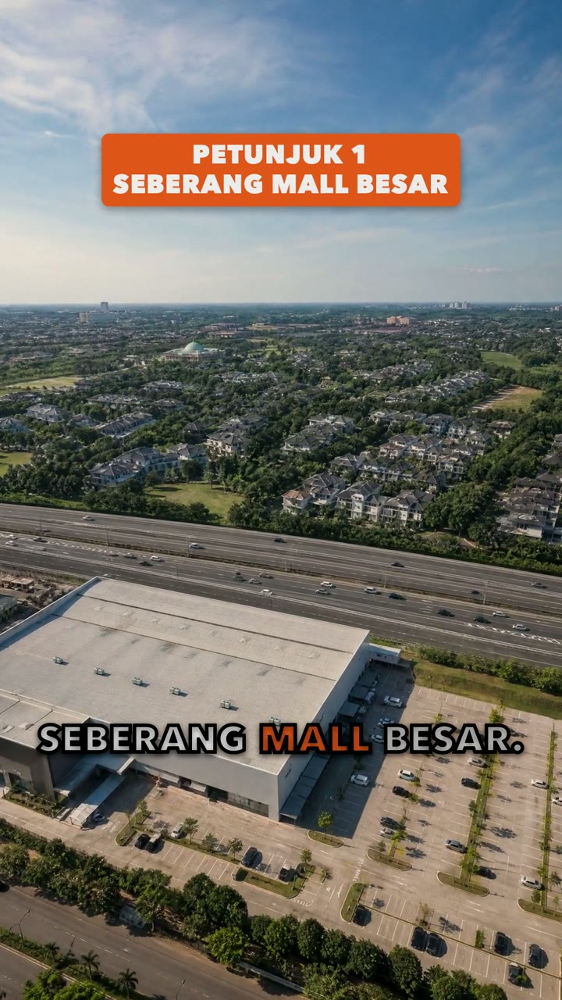 PETUNJUK 1
SEBERANG MALL BESAR
SEBERANG MALL BESAR.